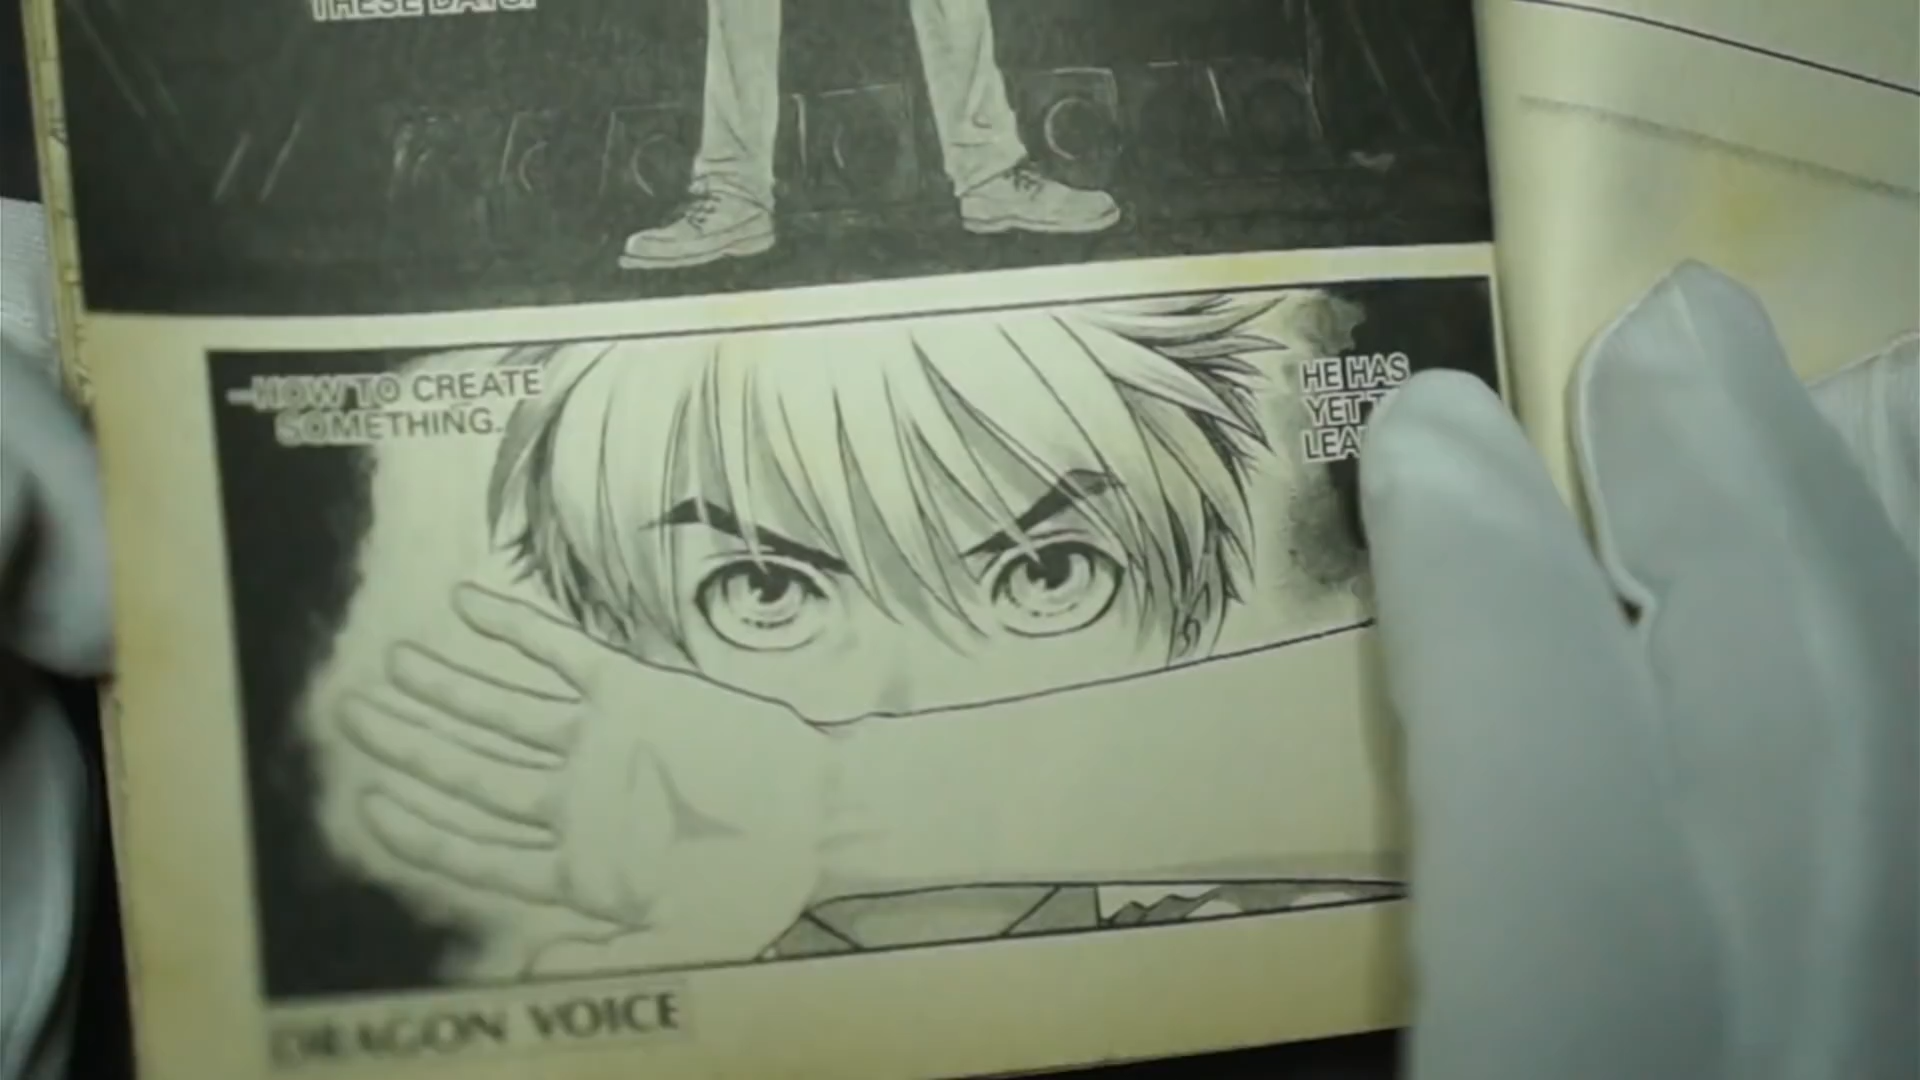 THESE DAYS.
HE HAS
YET
—HOW TO CREATE
SOMETHING.
DRAGON VOICE